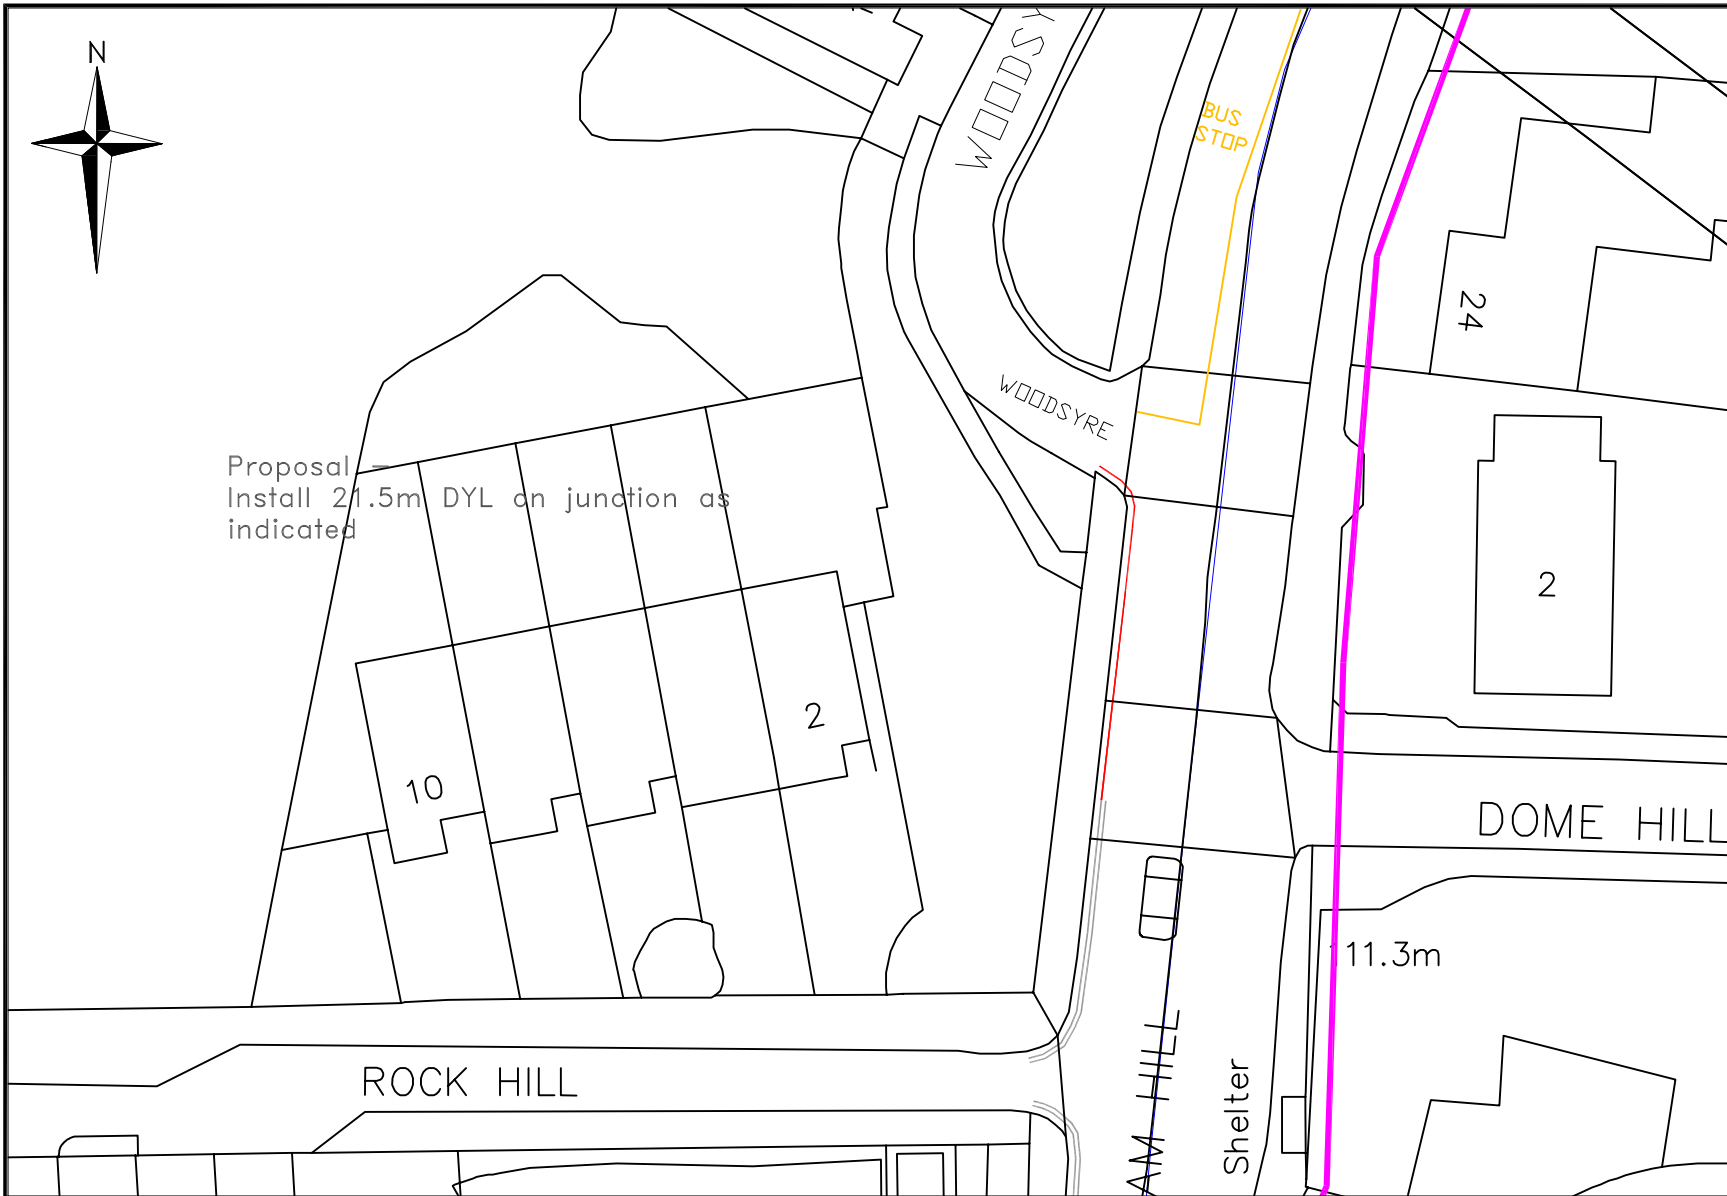 N
WOODSY
BUS
STOP
24
WOODSYRE
Proposal -
Install 21.5m DYL on junction as
indicated
2
2
10
DOME HILL
111.3m
ROCK HILL
HILL
Shelter